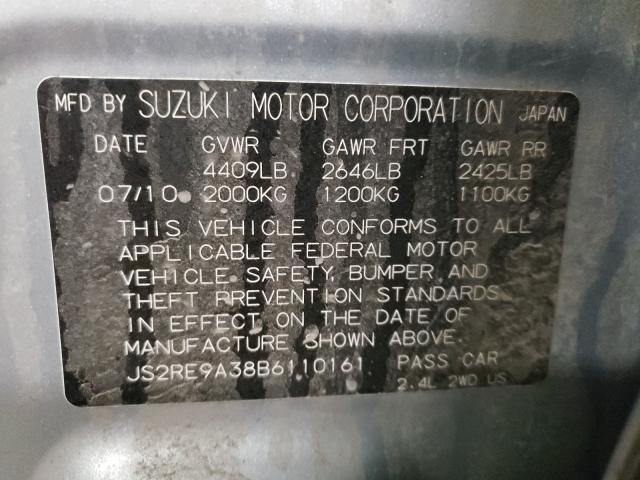 MFD BY SUZUKI MOTOR CORPORATION JAPAN
DATE GVWR GAWR FRT GAWR RR
4409LB 2646LB 2425LB
07/10 2000KG 1200KG 1100KG
THIS VEHICLE CONFORMS TO ALL
APPLICABLE FEDERAL MOTOR
VEHICLE SAFETY, BUMPER, AND
THEFT PREVENTION STANDARDS
IN EFFECT ON THE DATE OF
MANUFACTURE SHOWN ABOVE.
JS2RE9A38B6110161 PASS CAR
2.4L 2WD US